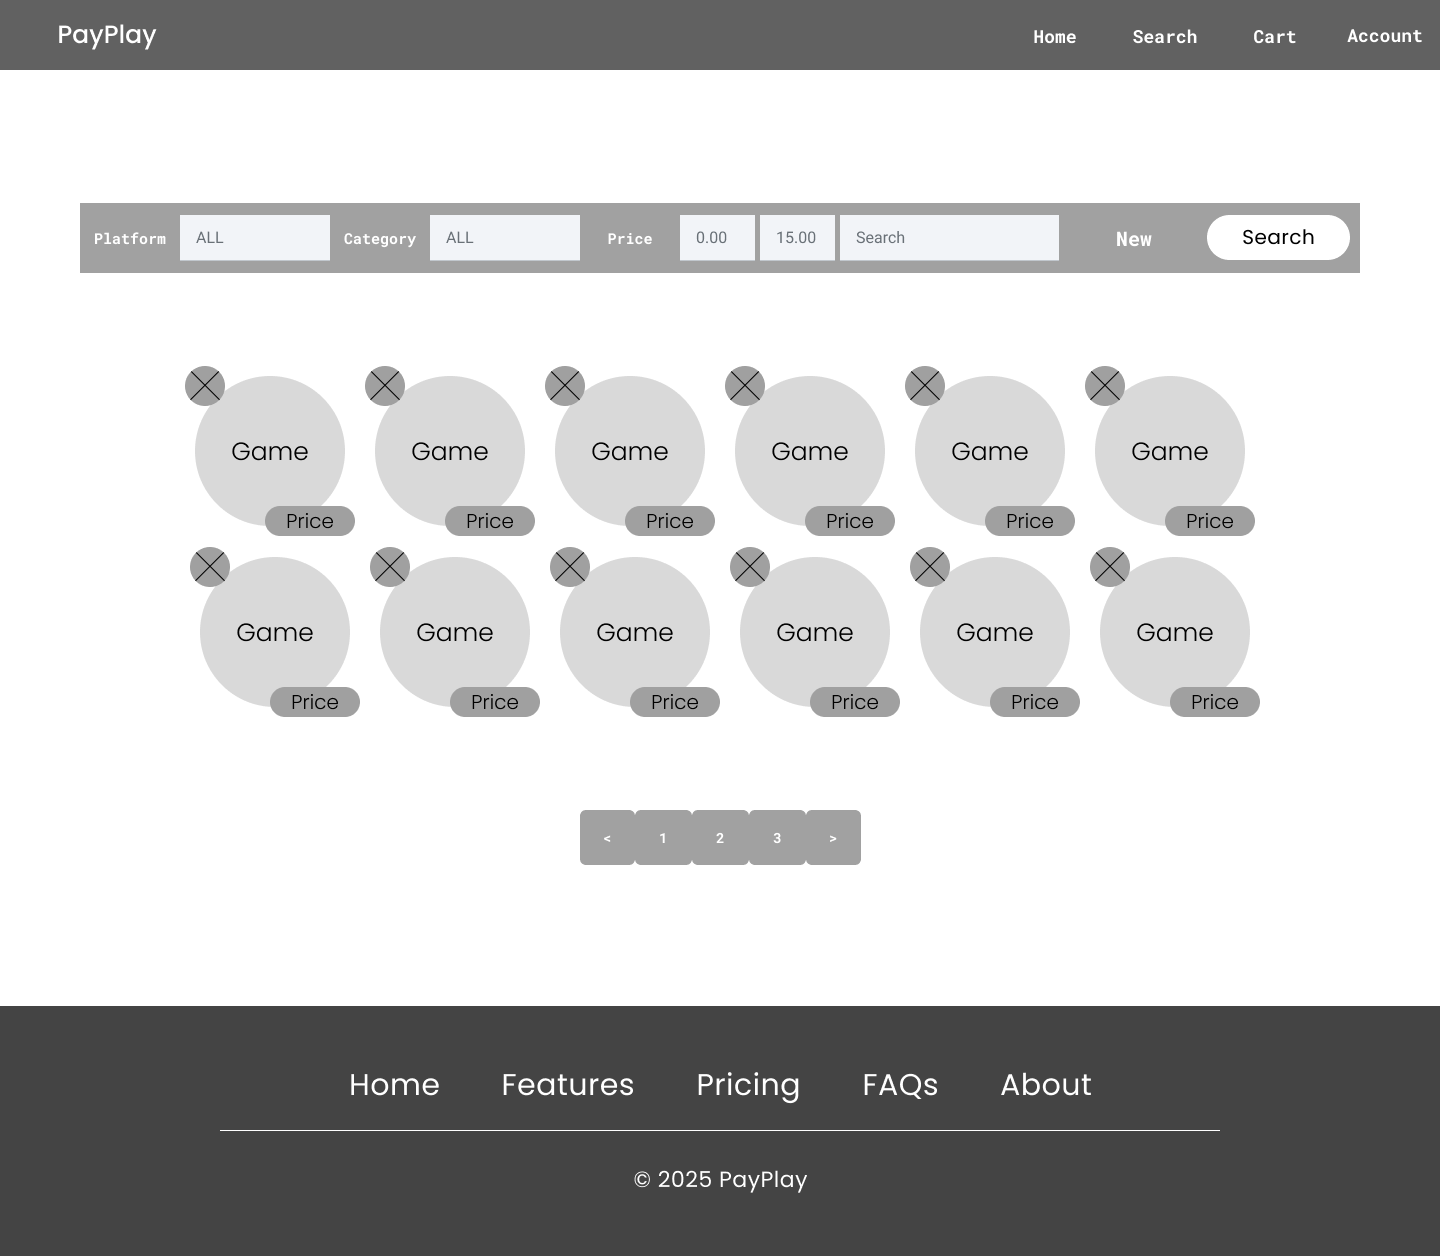 PayPlay Home Search Cart Account
Platform ALL Category ALL Price 0.00 15.00 Search New Search
Game Game Game Game Game Game
Price Price Price Price Price Price
Game Game Game Game Game Game
Price Price Price Price Price Price
< 1 2 3 >
Home Features Pricing FAQs About
© 2025 PayPlay